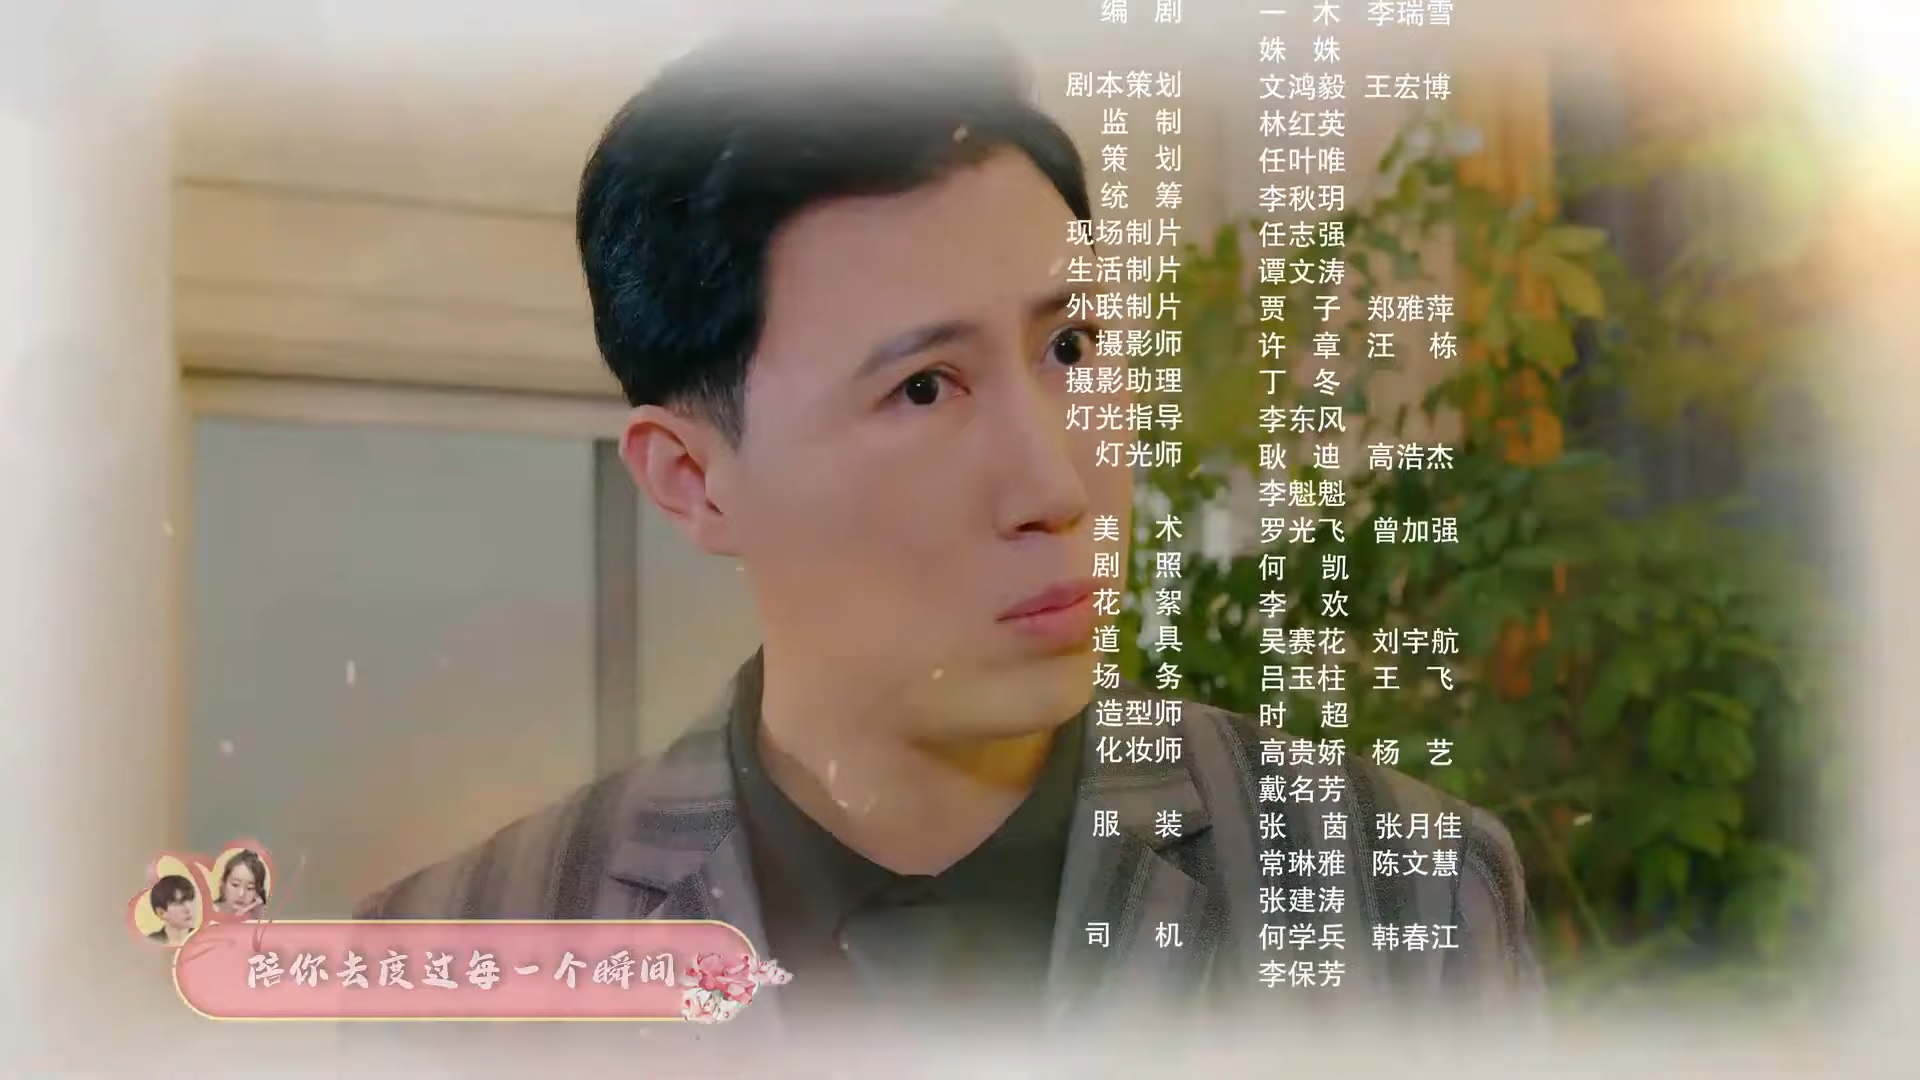 编 剧 一 木 李瑞雪
姝 姝
剧本策划 文鸿毅 王宏博
监 制 林红英
策 划 任叶唯
统 筹 李秋玥
现场制片 任志强
生活制片 谭文涛
外联制片 贾 子 郑雅萍
摄影师 许 章 汪 栋
摄影助理 丁 冬
灯光指导 李东风
灯光师 耿 迪 高浩杰
李魁魁
美 术 罗光飞 曾加强
剧 照 何 凯
花 絮 李 欢
道 具 吴赛花 刘宇航
场 务 吕玉柱 王 飞
造型师 时 超
化妆师 高贵娇 杨 艺
戴名芳
服 装 张 茵 张月佳
常琳雅 陈文慧
张建涛
司 机 何学兵 韩春江
李保芳
陪你去度过每一个瞬间